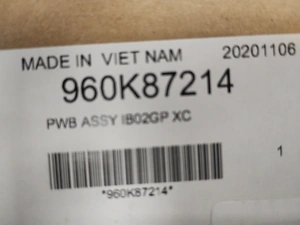 MADE IN VIET NAM 20201106
960K87214
PWB ASSY IB02GP XC
1
*960K87214*